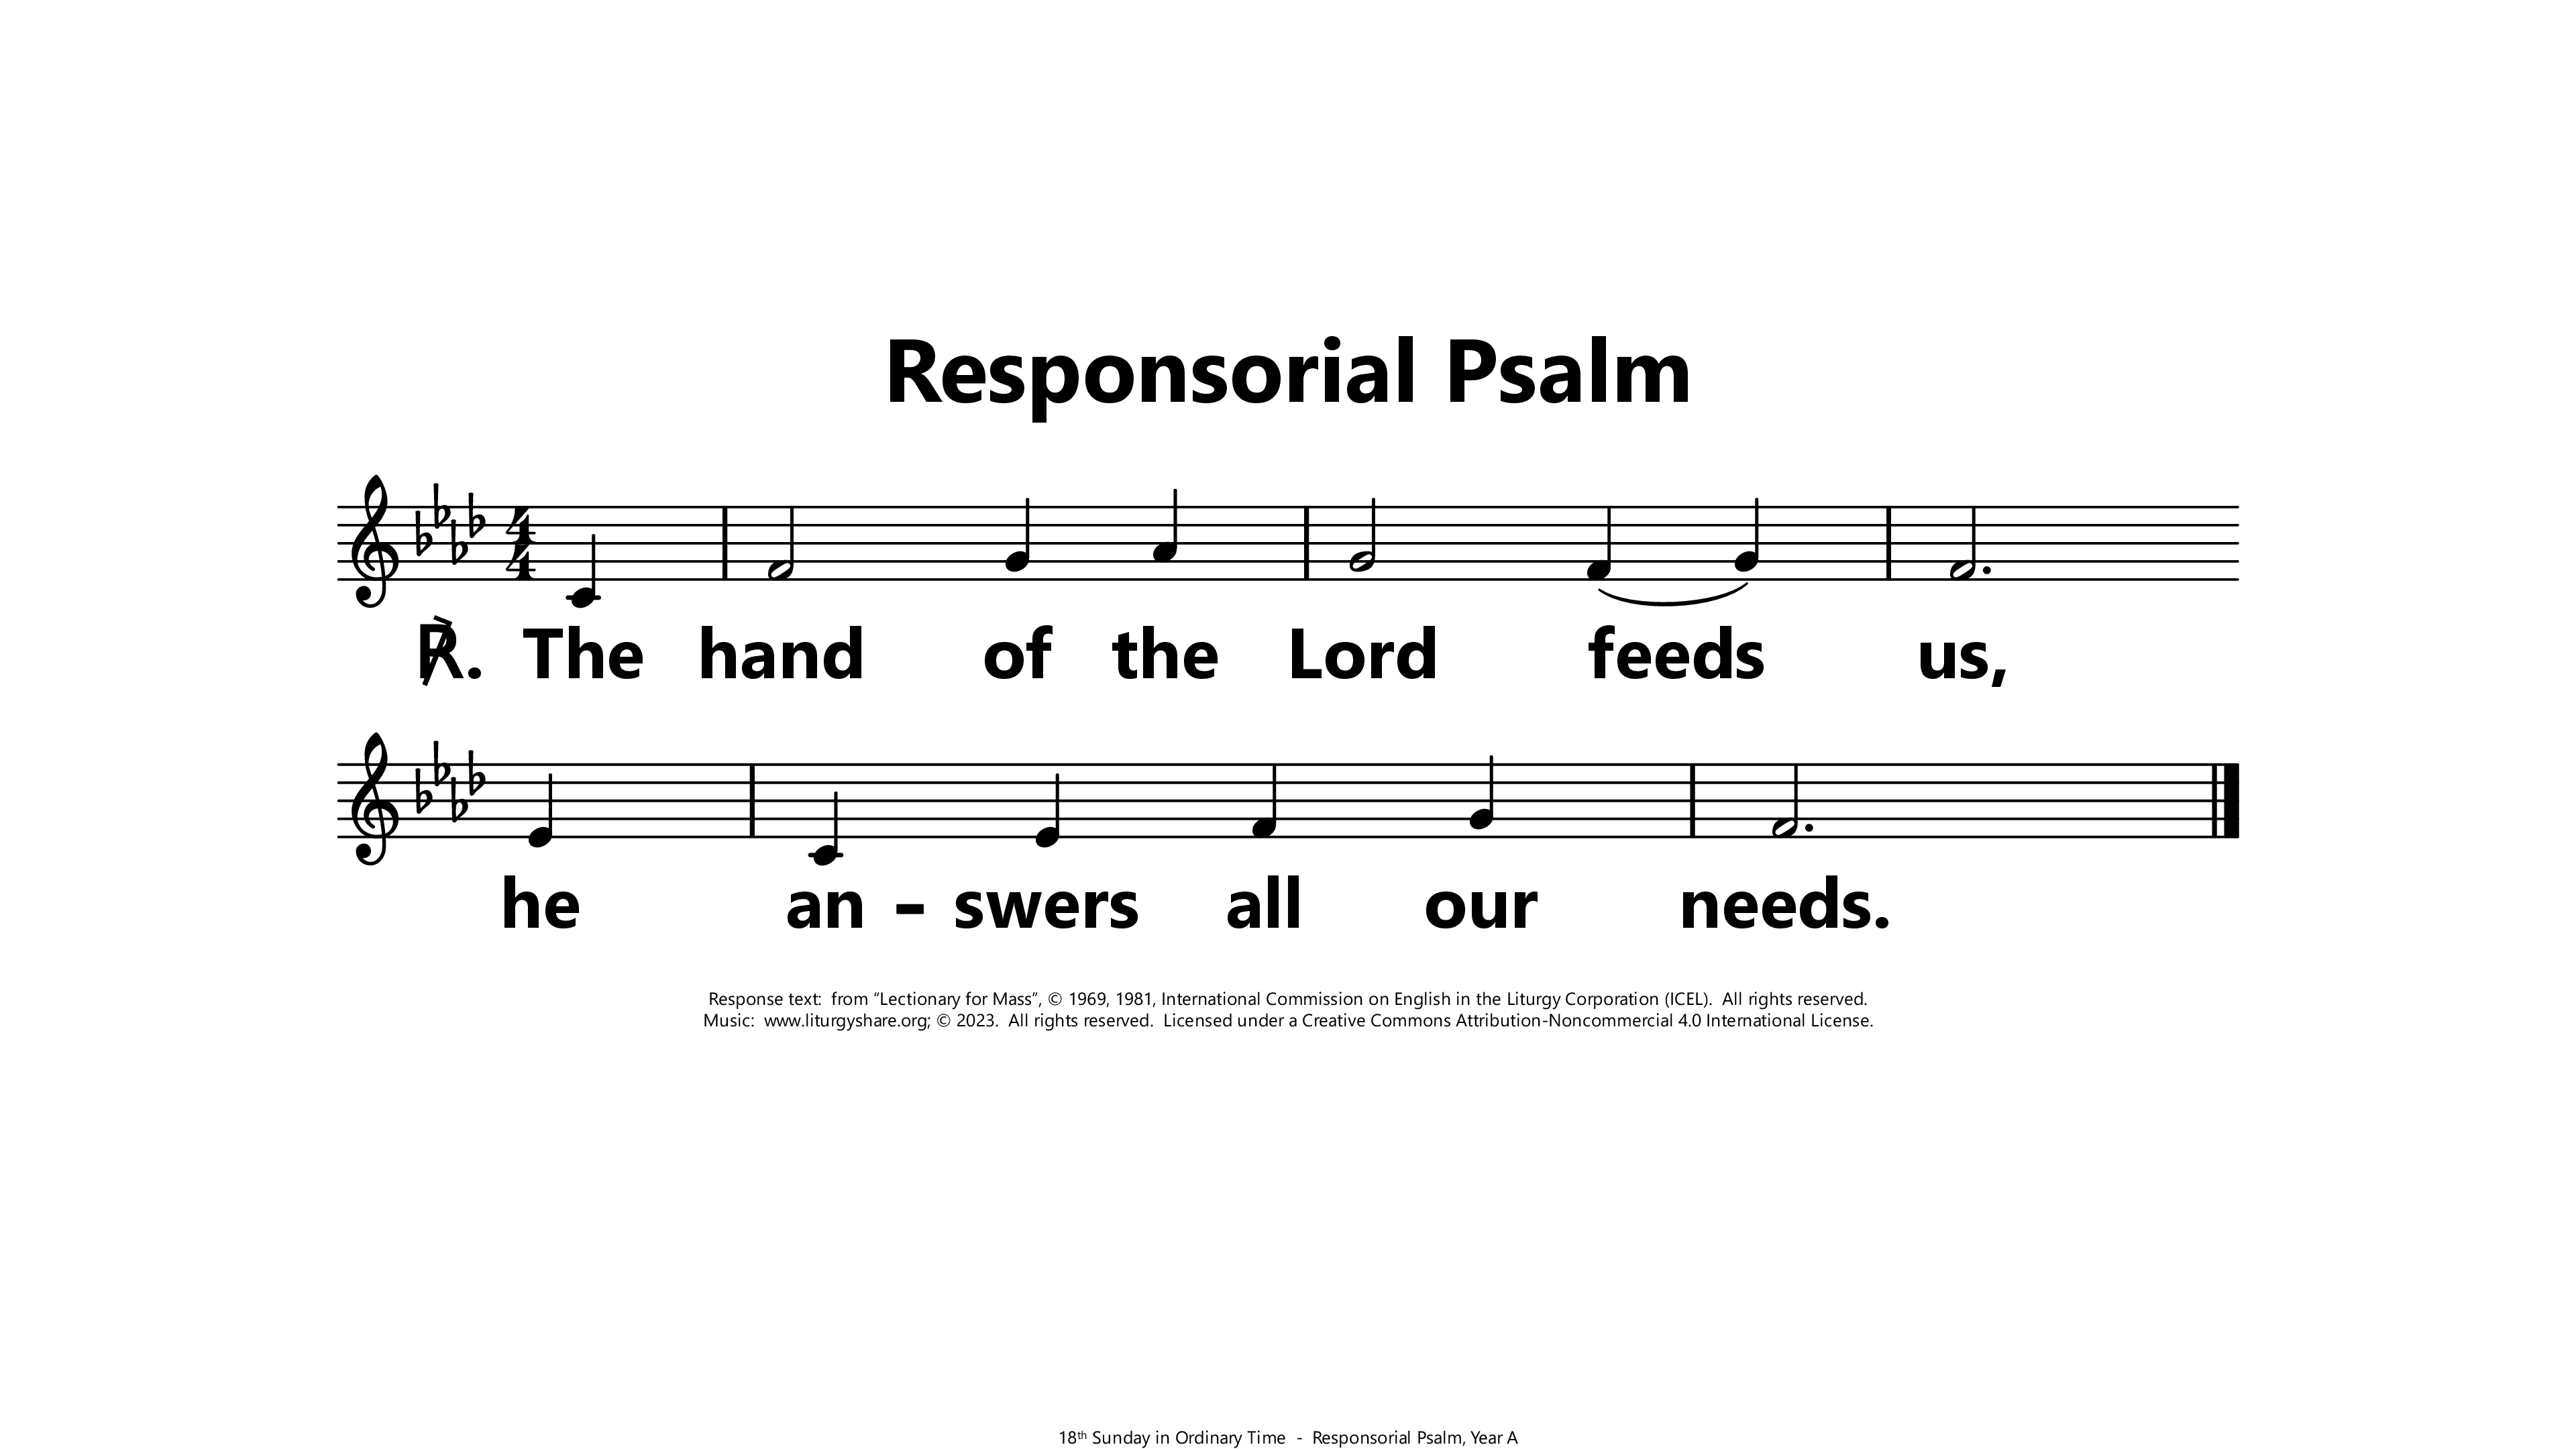 Responsorial Psalm
℟. The hand of the Lord feeds us,
he an - swers all our needs.
Response text:  from “Lectionary for Mass”, © 1969, 1981, International Commission on English in the Liturgy Corporation (ICEL).  All rights reserved.
Music:  www.liturgyshare.org; © 2023.  All rights reserved.  Licensed under a Creative Commons Attribution-Noncommercial 4.0 International License.
18th Sunday in Ordinary Time  -  Responsorial Psalm, Year A